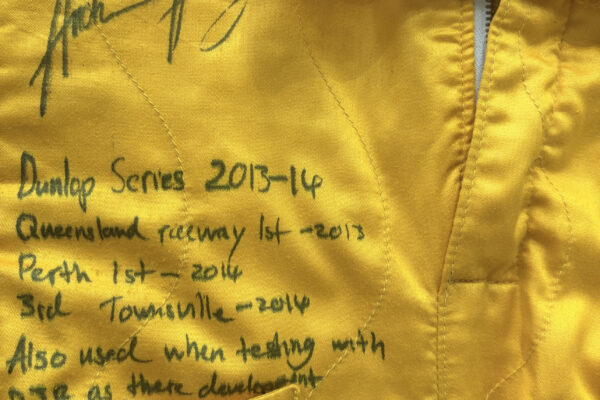 Dunlop Series 2013-14
Queensland raceway 1st -2013
Perth 1st - 2014
3rd Townsville - 2014
Also used when testing with
DJR as there development